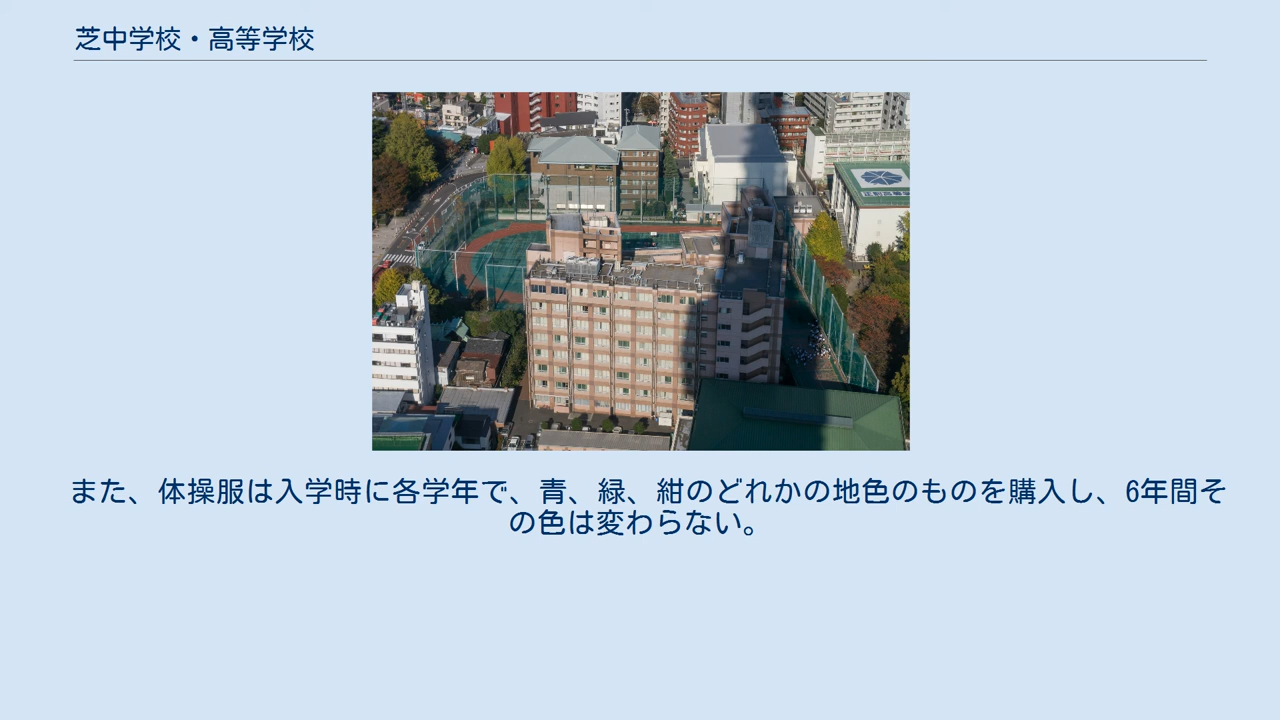 芝中学校・高等学校
また、体操服は入学時に各学年で、青、緑、紺のどれかの地色のものを購入し、6年間そ
の色は変わらない。